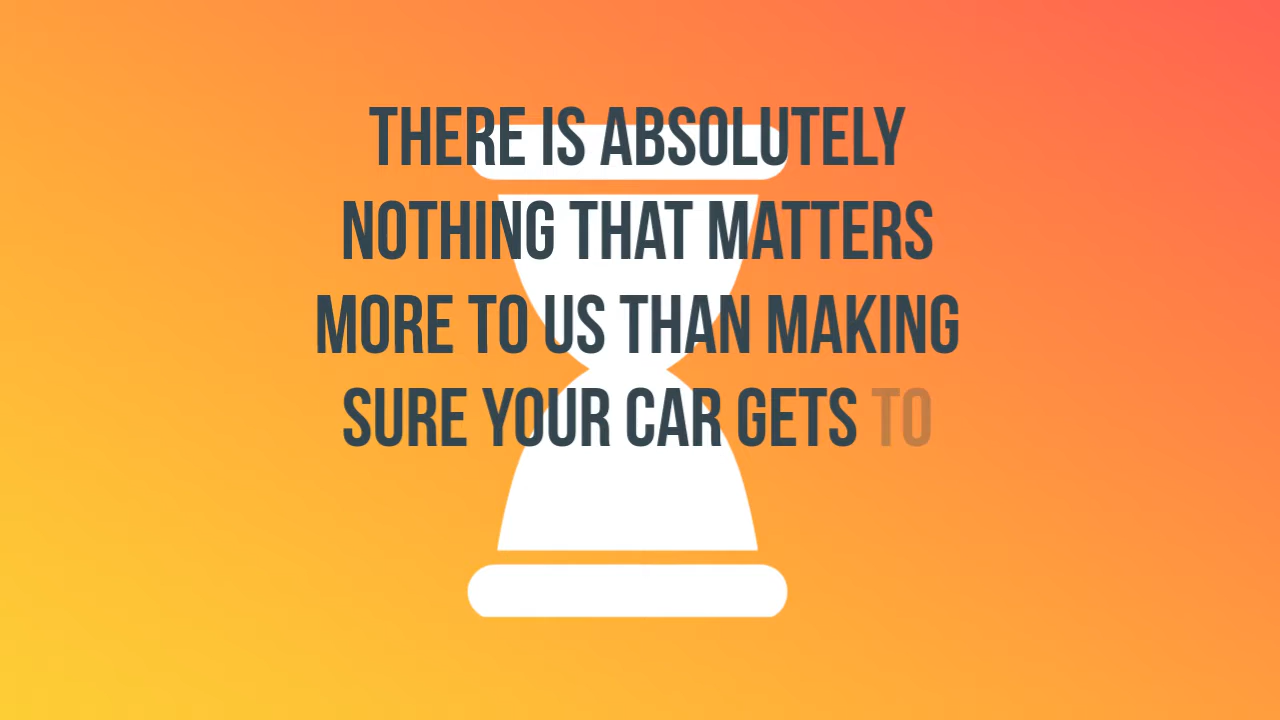 THERE IS ABSOLUTELY
NOTHING THAT MATTERS
MORE TO US THAN MAKING
SURE YOUR CAR GETS TO